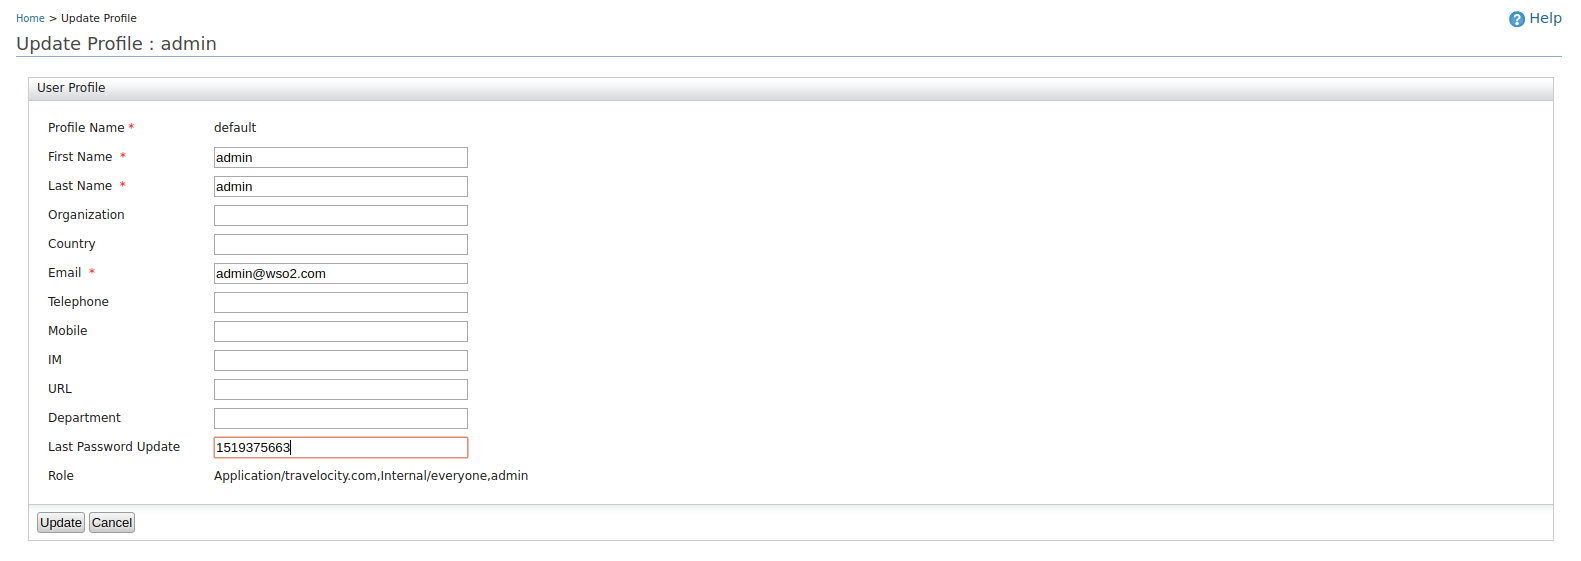 Home > Update Profile
Help
Update Profile : admin
User Profile
Profile Name * default
First Name * admin
Last Name * admin
Organization
Country
Email * admin@wso2.com
Telephone
Mobile
IM
URL
Department
Last Password Update 1519375663
Role Application/travelocity.com,Internal/everyone,admin
Update Cancel